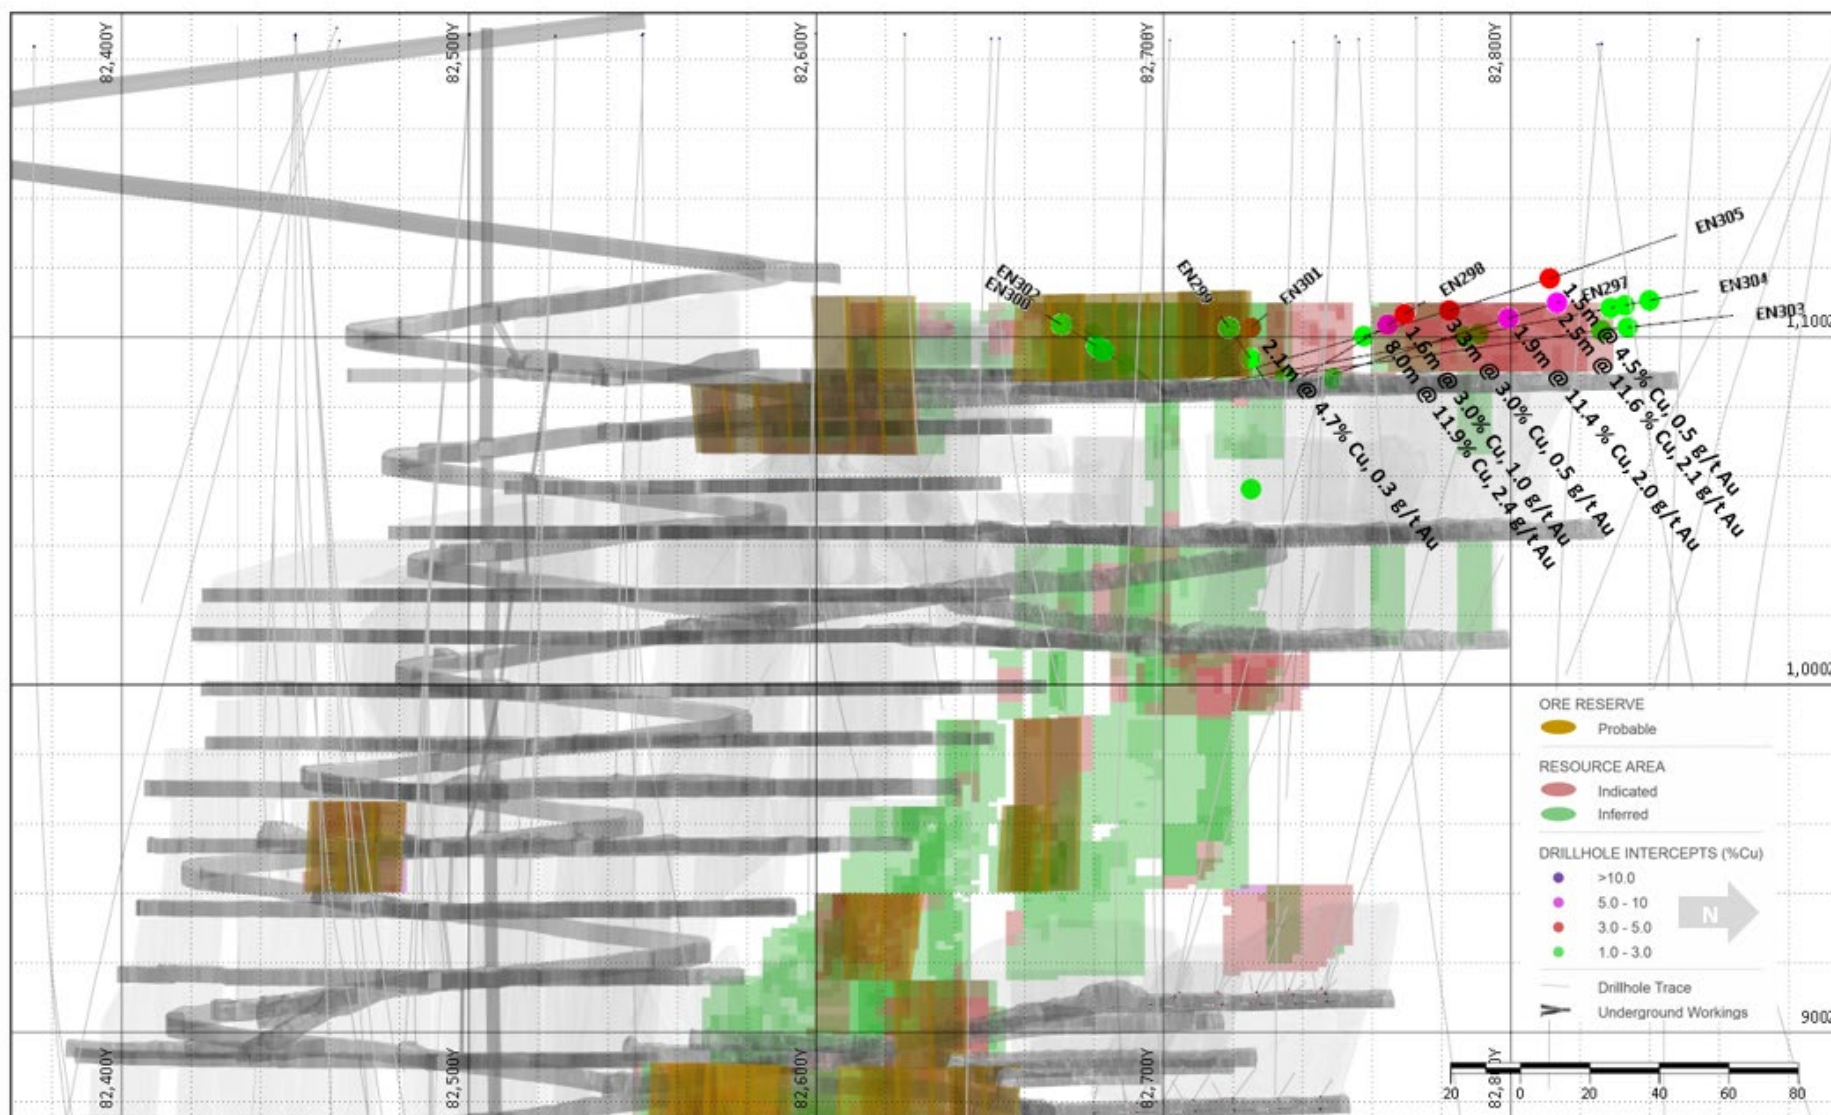 82,400Y
82,500Y
82,600Y
82,700Y
82,800Y
EN305
EN304
EN303
EN297
EN298
EN301
EN299
EN302
EN300
1,100Z
1.5m @ 4.5% Cu, 0.5 g/t Au
2.5m @ 11.6 % Cu, 2.1 g/t Au
1.9m @ 11.4 % Cu, 2.0 g/t Au
3.3m @ 3.0% Cu, 0.5 g/t Au
1.6m @ 3.0% Cu, 1.0 g/t Au
8.0m @ 11.9% Cu, 2.4 g/t Au
2.1m @ 4.7% Cu, 0.3 g/t Au
1,000Z
ORE RESERVE
Probable
RESOURCE AREA
Indicated
Inferred
DRILLHOLE INTERCEPTS (%Cu)
>10.0
5.0 - 10
3.0 - 5.0
1.0 - 3.0
N
Drillhole Trace
Underground Workings
900Z
82,400Y
82,500Y
82,600Y
82,700Y
82,800Y
20 0 20 40 60 80